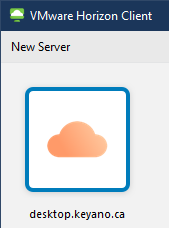 VMware Horizon Client
New Server
desktop.keyano.ca